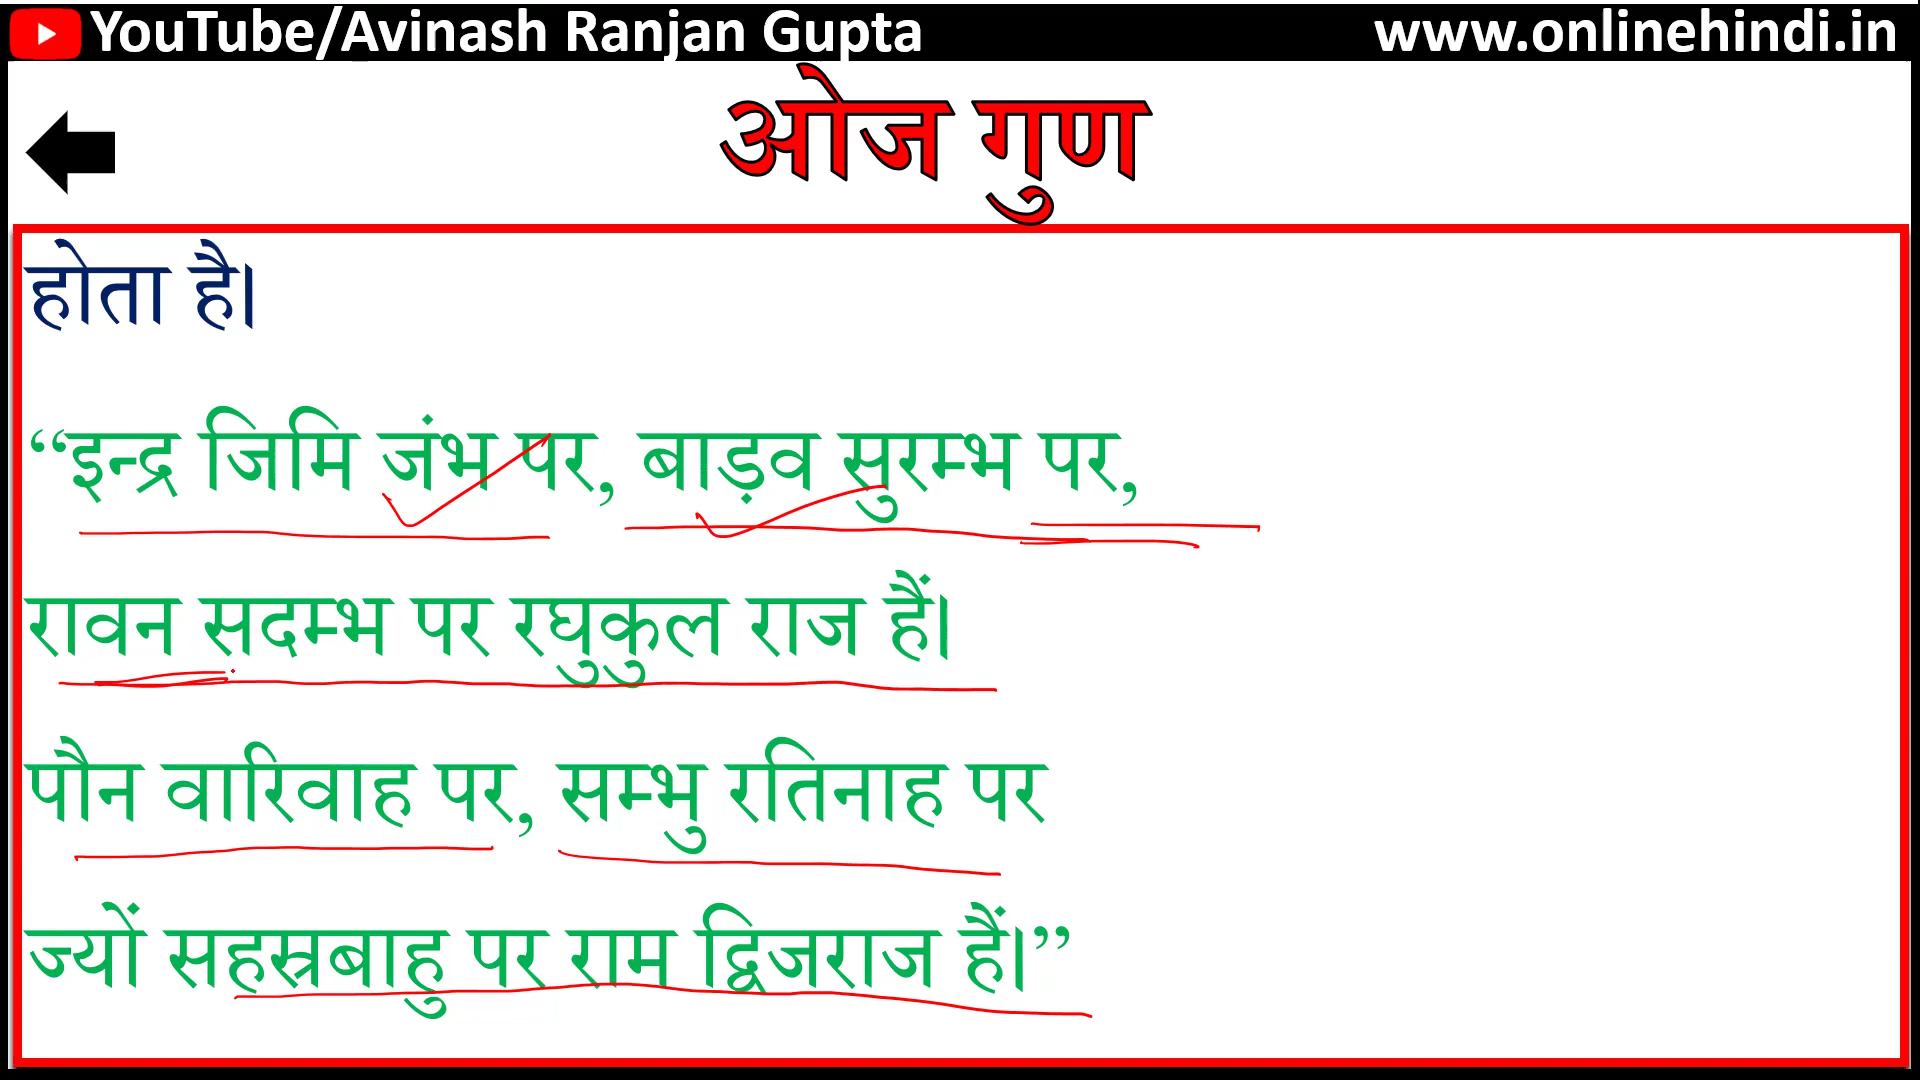 YouTube/Avinash Ranjan Gupta www.onlinehindi.in
ओज गुण
होता है।
“इन्द्र जिमि जंभ पर, बाड़व सुरम्भ पर,
रावन सदम्भ पर रघुकुल राज हैं।
पौन वारिवाह पर, सम्भु रतिनाह पर
ज्यों सहस्रबाहु पर राम द्विजराज हैं।”